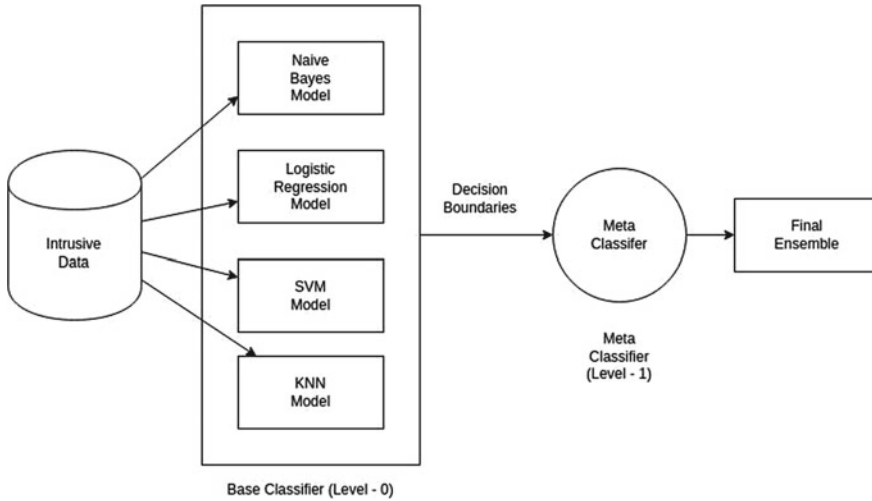 Intrusive
Data
Naive
Bayes
Model
Logistic
Regression
Model
SVM
Model
KNN
Model
Base Classifier (Level - 0)
Decision
Boundaries
Meta
Classifer
Meta
Classifier
(Level - 1)
Final
Ensemble